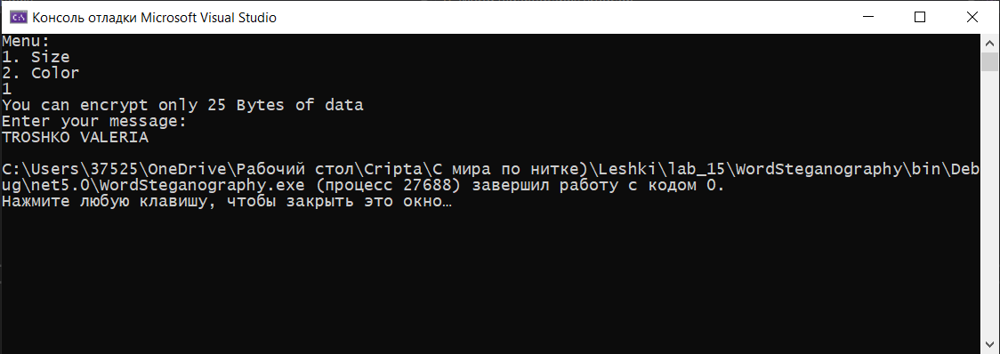 Консоль отладки Microsoft Visual Studio
Menu:
1. Size
2. Color
1
You can encrypt only 25 Bytes of data
Enter your message:
TROSHKO VALERIA
C:\Users\37525\OneDrive\Рабочий стол\Cripta\С мира по нитке)\Leshki\lab_15\WordSteganography\bin\Deb
ug\net5.0\WordSteganography.exe (процесс 27688) завершил работу с кодом 0.
Нажмите любую клавишу, чтобы закрыть это окно…